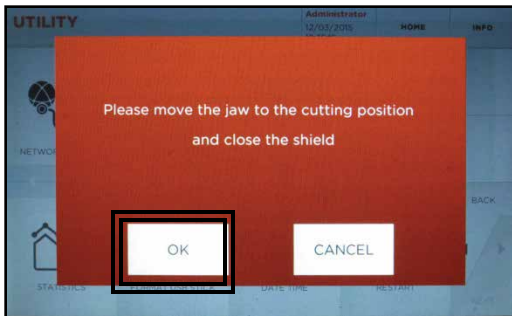 UTILITY
Administrator
12/03/2015
HOME
INFO
Please move the jaw to the cutting position
and close the shield
BACK
OK
CANCEL
STATISTICS
DATE TIME
RESTART